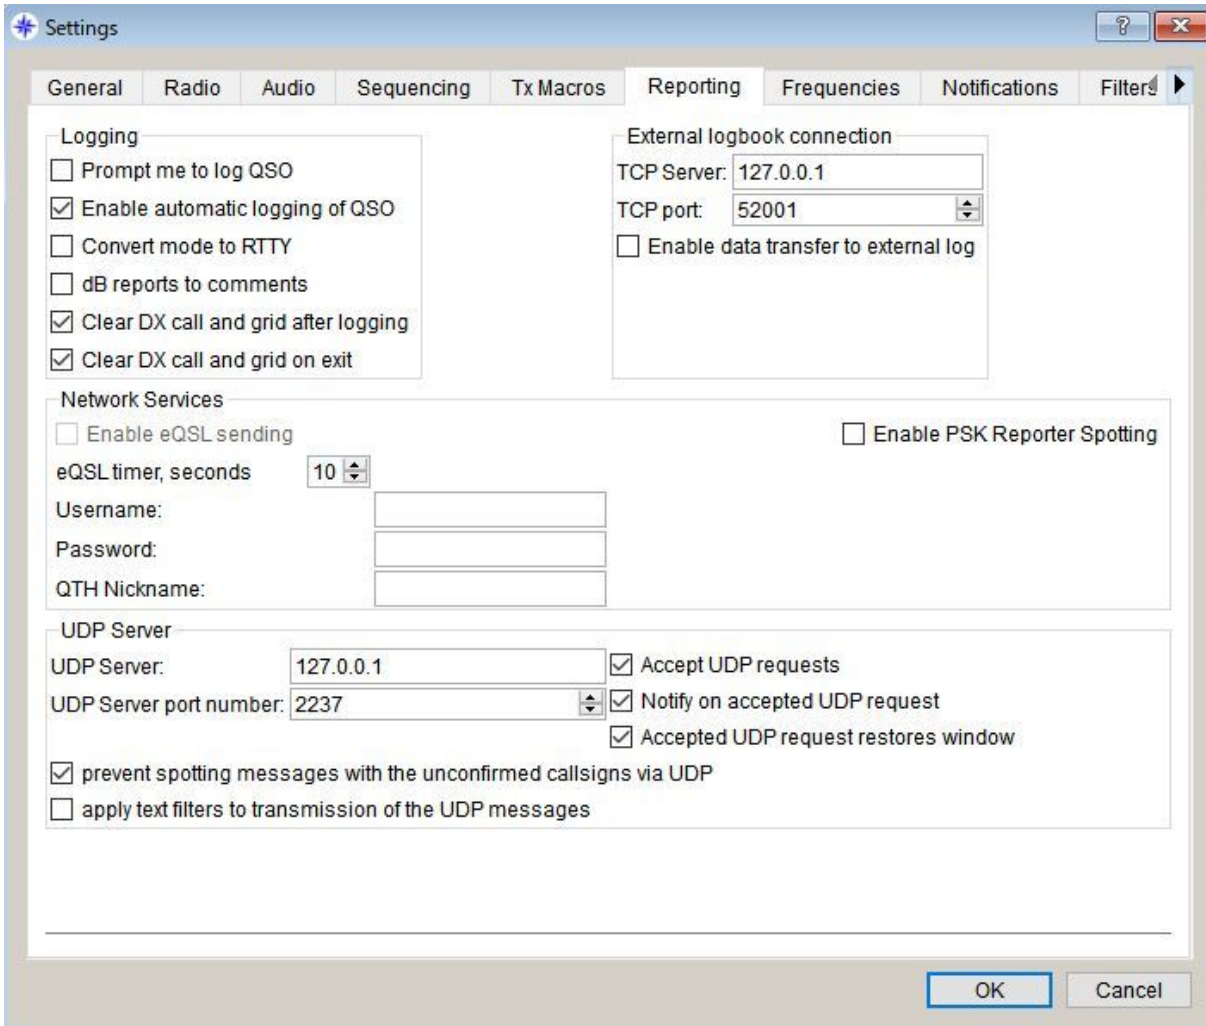 Settings
General Radio Audio Sequencing Tx Macros Reporting Frequencies Notifications Filters
Logging
Prompt me to log QSO
Enable automatic logging of QSO
Convert mode to RTTY
dB reports to comments
Clear DX call and grid after logging
Clear DX call and grid on exit
External logbook connection
TCP Server: 127.0.0.1
TCP port: 52001
Enable data transfer to external log
Network Services
Enable eQSL sending
Enable PSK Reporter Spotting
eQSL timer, seconds 10
Username:
Password:
QTH Nickname:
UDP Server
UDP Server: 127.0.0.1
Accept UDP requests
UDP Server port number: 2237
Notify on accepted UDP request
Accepted UDP request restores window
prevent spotting messages with the unconfirmed callsigns via UDP
apply text filters to transmission of the UDP messages
OK Cancel